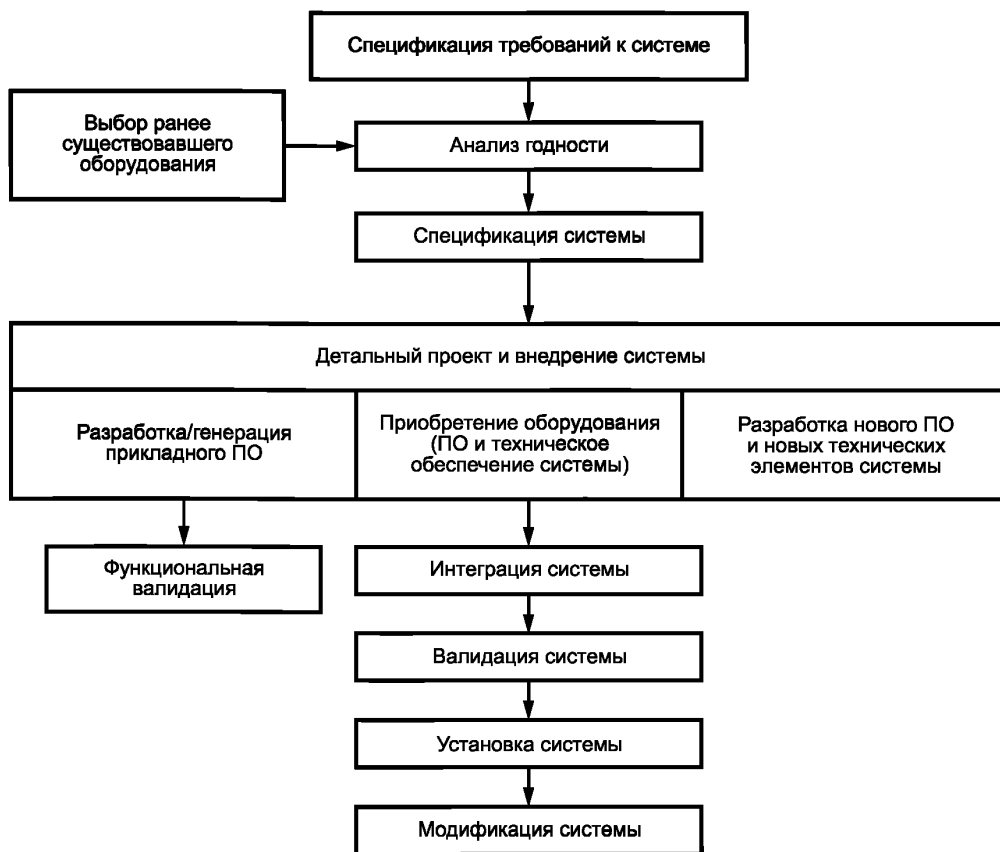 Спецификация требований к системе
Выбор ранее
существовавшего
оборудования
Анализ годности
Спецификация системы
Детальный проект и внедрение системы
Разработка/генерация
прикладного ПО
Приобретение оборудования
(ПО и техническое
обеспечение системы)
Разработка нового ПО
и новых технических
элементов системы
Функциональная
валидация
Интеграция системы
Валидация системы
Установка системы
Модификация системы